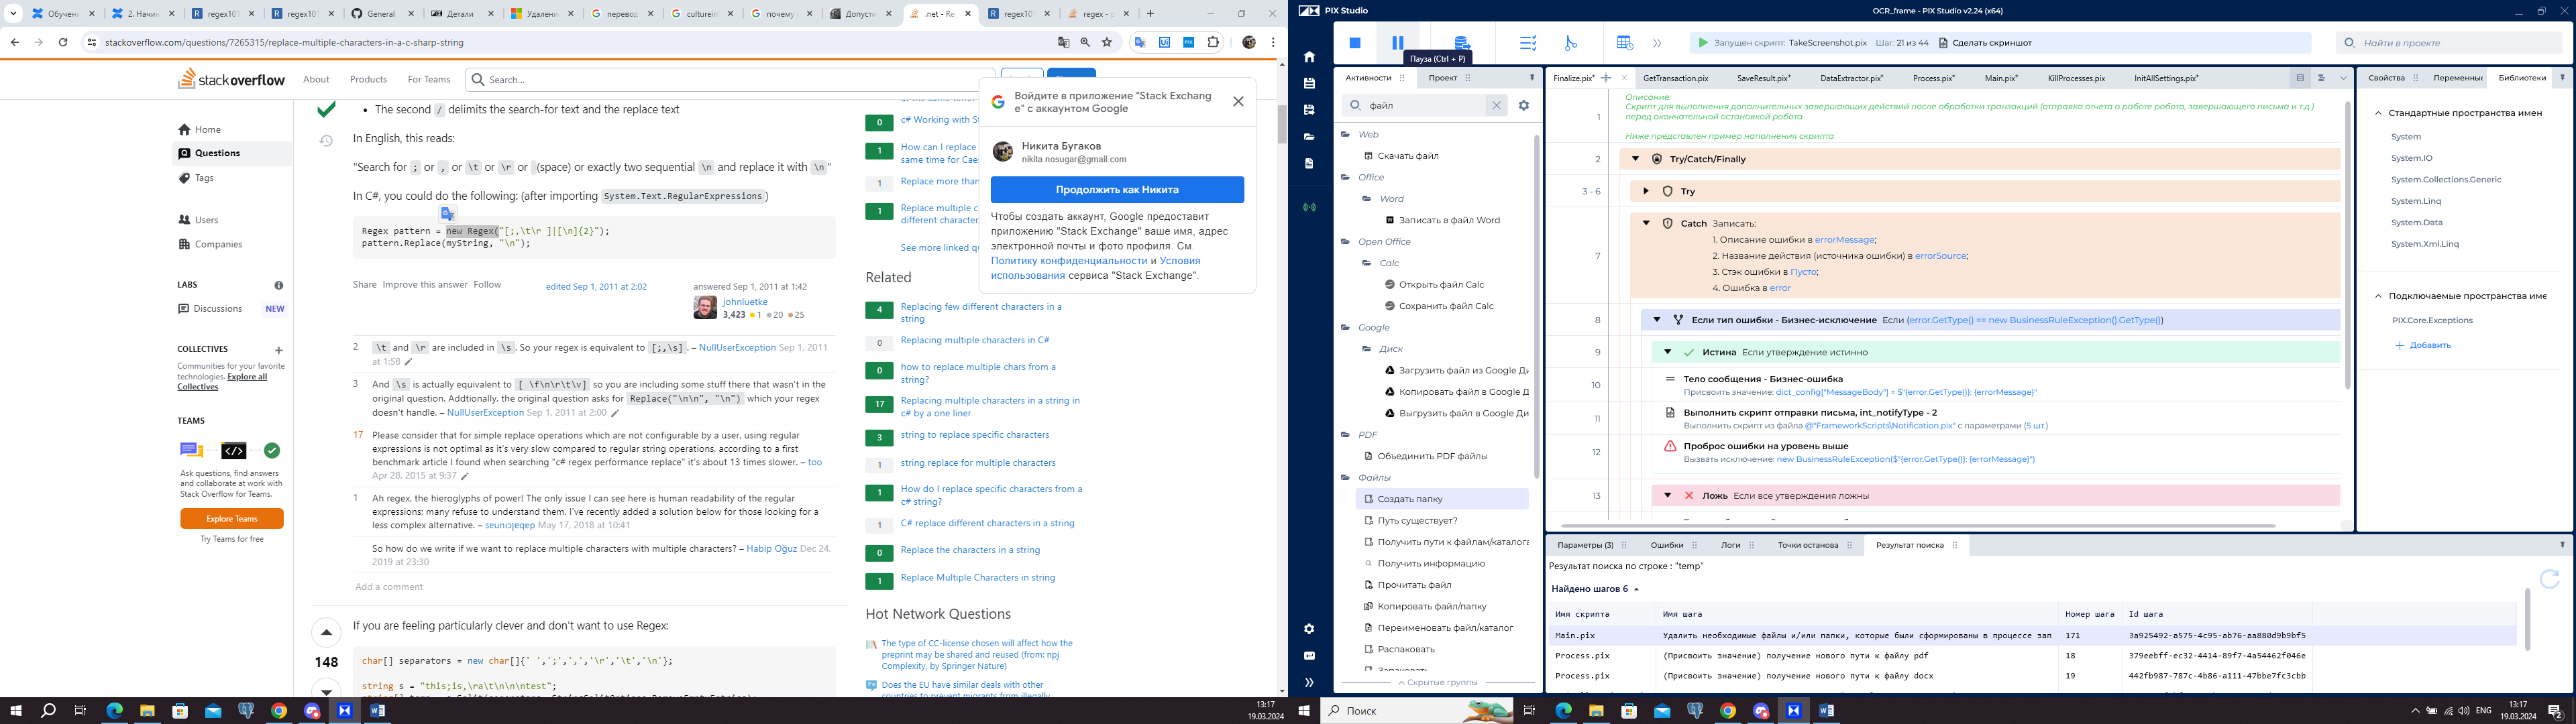 Обучени
2. Начин
regex101
regex101
General
Детали
Удалени
перевод
cultureinf
почему р
Допусти
.net - Re
regex101
regex - p
stackoverflow.com/questions/7265315/replace-multiple-characters-in-a-c-sharp-string
stackoverflow
About
Products
For Teams
Search...
Home
Questions
Tags
Users
Companies
LABS
Discussions
NEW
COLLECTIVES
Communities for your favorite
technologies. Explore all
Collectives
TEAMS
Ask questions, find answers
and collaborate at work with
Stack Overflow for Teams.
Explore Teams
Try Teams for free
The second / delimits the search-for text and the replace text
In English, this reads:
"Search for ; or , or \t or \r or (space) or exactly two sequential \n and replace it with \n"
In C#, you could do the following: (after importing System.Text.RegularExpressions)
Regex pattern = new Regex("[;,\t\r ]|[\n]{2}");
pattern.Replace(myString, "\n");
Share Improve this answer Follow
edited Sep 1, 2011 at 2:02
answered Sep 1, 2011 at 1:42
johnluetke
3,423 1 20 25
2 \t and \r are included in \s. So your regex is equivalent to [;,\s]. – NullUserException Sep 1, 2011
at 1:58
3 And \s is actually equivalent to [ \f\n\r\t\v] so you are including some stuff there that wasn't in the
original question. Addtionally, the original question asks for Replace("\n\n", "\n") which your regex
doesn't handle. – NullUserException Sep 1, 2011 at 2:00
17 Please consider that for simple replace operations which are not configurable by a user, using regular
expressions is not optimal as it's very slow compared to regular string operations, according to a first
benchmark article I found when searching "c# regex performance replace" it's about 13 times slower. – too
Apr 28, 2015 at 9:37
1 Ah regex, the hieroglyphs of power! The only issue I can see here is human readability of the regular
expressions; many refuse to understand them. I've recently added a solution below for those looking for a
less complex alternative. – sɐunıɔןɐqɐp May 17, 2018 at 10:41
So how do we write if we want to replace multiple characters with multiple characters? – Habip Oğuz Dec 24,
2019 at 23:30
Add a comment
148
If you are feeling particularly clever and don't want to use Regex:
char[] separators = new char[]{' ',';',',','\r','\t','\n'};
string s = "this;is,\ra\t\n\n\ntest";
at the same time?
0 c# Working with St
1 How can I replace
same time for Cae
1 Replace more than
1 Replace multiple c
different character
See more linked qu
Related
4 Replacing few different characters in a
string
0 Replacing multiple characters in C#
0 how to replace multiple chars from a
string?
17 Replacing multiple characters in a string in
c# by a one liner
3 string to replace specific characters
1 string replace for multiple characters
1 How do I replace specific characters from a
c# string?
1 C# replace different characters in a string
0 Replace the characters in a string
1 Replace Multiple Characters in string
Hot Network Questions
The type of CC-license chosen will affect how the
preprint may be shared and reused (from: npj
Complexity, by Springer Nature)
Does the EU have similar deals with other
countries to prevent migrants from illegally
Войдите в приложение "Stack Exchang
e" с аккаунтом Google
Никита Бугаков
nikita.nosugar@gmail.com
Продолжить как Никита
Чтобы создать аккаунт, Google предоставит
приложению "Stack Exchange" ваше имя, адрес
электронной почты и фото профиля. См.
Политику конфиденциальности и Условия
использования сервиса "Stack Exchange".
13:17
19.03.2024
PIX Studio
OCR_frame - PIX Studio v2.24 (x64)
Пауза (Ctrl + P)
Запущен скрипт: TakeScreenshot.pix Шаг: 21 из 44 Сделать скриншот
Найти в проекте
Активности
Проект
файл
Web
Скачать файл
Office
Word
Записать в файл Word
Open Office
Calc
Открыть файл Calc
Сохранить файл Calc
Google
Диск
Загрузить файл из Google Ди
Копировать файл в Google Д
Выгрузить файл в Google Ди
PDF
Объединить PDF файлы
Файлы
Создать папку
Путь существует?
Получить пути к файлам/каталога
Получить информацию
Прочитать файл
Копировать файл/папку
Переименовать файл/каталог
Распаковать
Запаковать
Скрытые группы
Finalize.pix*
GetTransaction.pix
SaveResult.pix*
DataExtractor.pix*
Process.pix*
Main.pix*
KillProcesses.pix
InitAllSettings.pix*
1
Описание:
Скрипт для выполнения дополнительных завершающих действий после обработки транзакций (отправка отчета о работе робота, завершающего письма и т.д.)
перед окончательной остановкой робота
Ниже представлен пример наполнения скрипта
2 Try/Catch/Finally
3 - 6 Try
7 Catch Записать:
1. Описание ошибки в errorMessage;
2. Название действия (источника ошибки) в errorSource;
3. Стэк ошибки в Пусто;
4. Ошибка в error
8 Если тип ошибки - Бизнес-исключение Если (error.GetType() == new BusinessRuleException().GetType())
9 Истина Если утверждение истинно
10 Тело сообщения - Бизнес-ошибка
Присвоить значение: dict_config["MessageBody"] = $"{error.GetType()}: {errorMessage}"
11 Выполнить скрипт отправки письма, int_notifyType - 2
Выполнить скрипт из файла @"FrameworkScripts\Notification.pix" с параметрами (5 шт.)
12 Проброс ошибки на уровень выше
Вызвать исключение: new BusinessRuleException($"{error.GetType()}: {errorMessage}")
13 Ложь Если все утверждения ложны
Свойства
Переменные
Библиотеки
Стандартные пространства имен
System
System.IO
System.Collections.Generic
System.Linq
System.Data
System.Xml.Linq
Подключаемые пространства име
PIX.Core.Exceptions
Добавить
Параметры (3)
Ошибки
Логи
Точки останова
Результат поиска
Результат поиска по строке : "temp"
Найдено шагов 6
Имя скрипта Имя шага Номер шага Id шага
Main.pix Удалить необходимые файлы и/или папки, которые были сформированы в процессе зап 171 3a925492-a575-4c95-ab76-aa880d9b9bf5
Process.pix (Присвоить значение) получение нового пути к файлу pdf 18 379eebff-ec32-4414-89f7-4a54462f046e
Process.pix (Присвоить значение) получение нового пути к файлу docx 19 442fb987-787c-4b86-a111-47bbe7fc3cbb
Поиск
ENG
13:17
19.03.2024